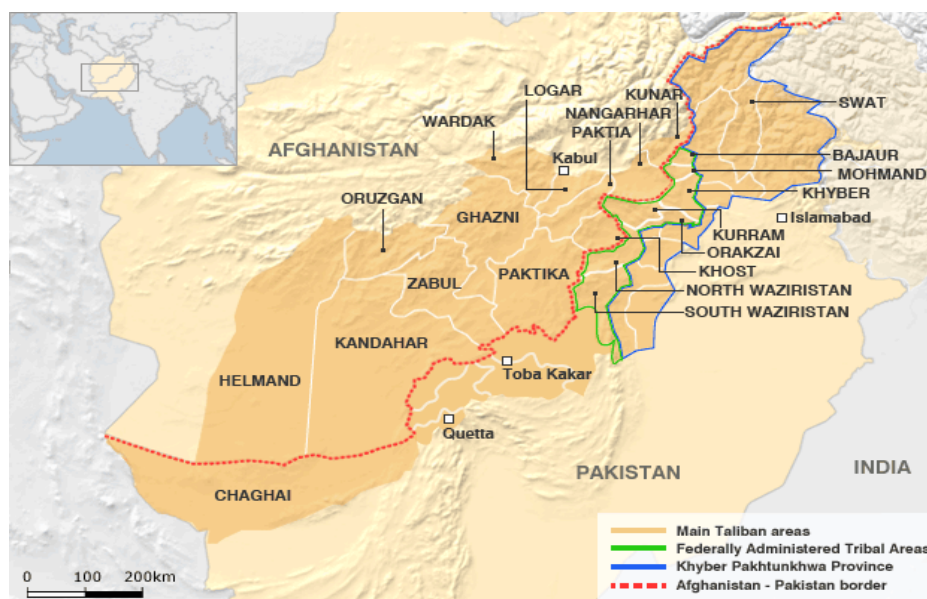 LOGAR
KUNAR
NANGARHAR
SWAT
WARDAK
PAKTIA
AFGHANISTAN
Kabul
BAJAUR
MOHMAND
ORUZGAN
KHYBER
GHAZNI
Islamabad
KURRAM
ORAKZAI
ZABUL
PAKTIKA
KHOST
NORTH WAZIRISTAN
SOUTH WAZIRISTAN
KANDAHAR
Toba Kakar
HELMAND
Quetta
PAKISTAN
INDIA
CHAGHAI
Main Taliban areas
Federally Administered Tribal Areas
Khyber Pakhtunkhwa Province
Afghanistan - Pakistan border
0 100 200km